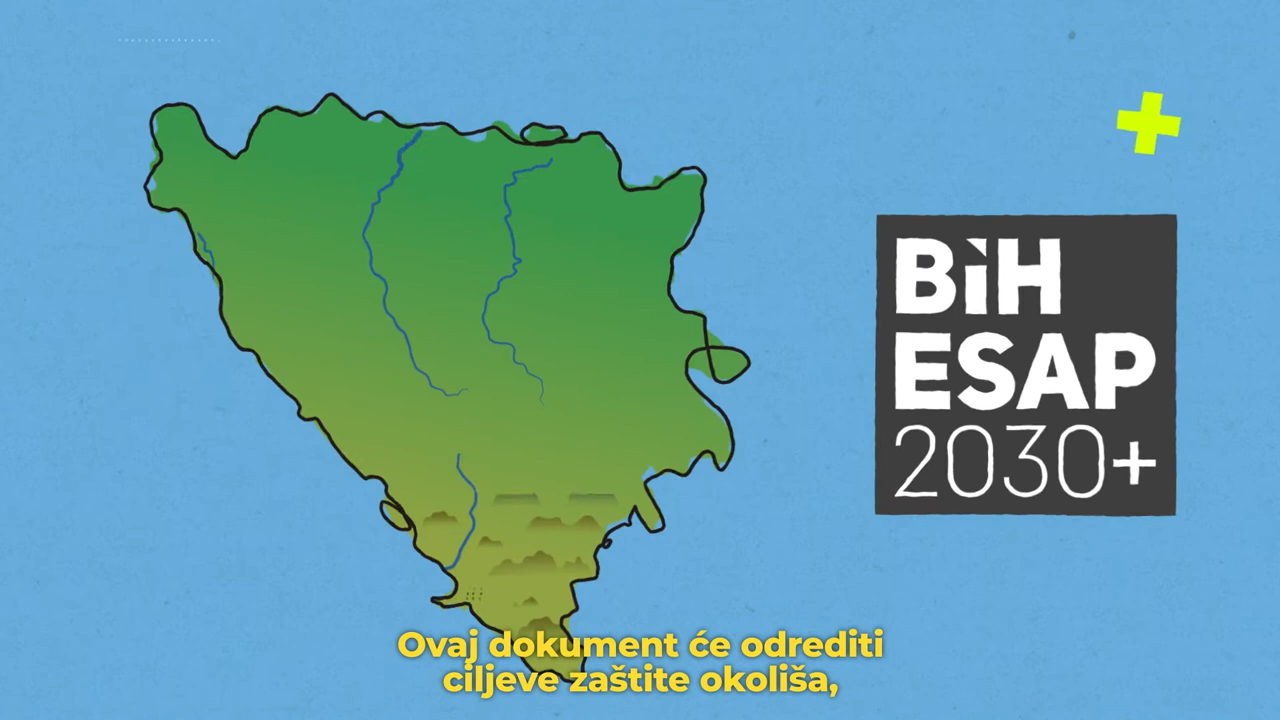 BiH
ESAP
2030+
Ovaj dokument će odrediti
ciljeve zaštite okoliša,